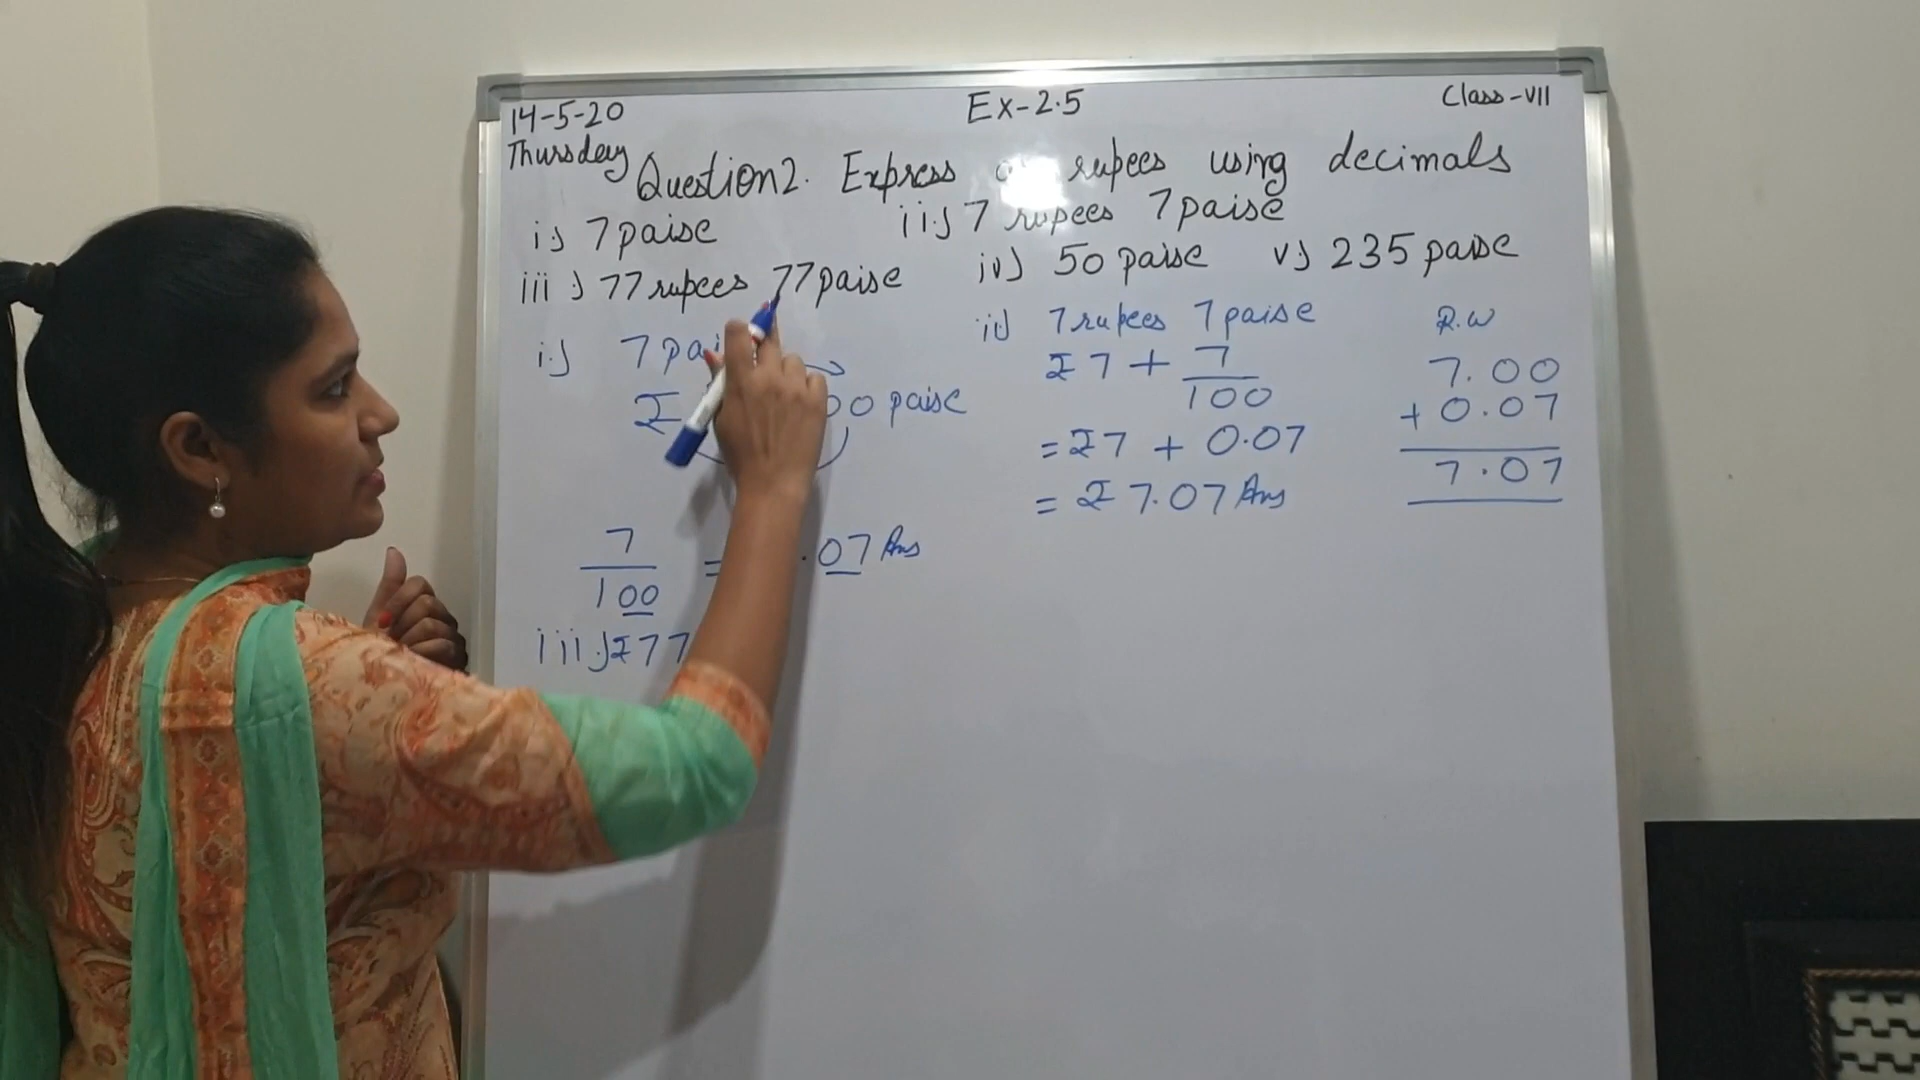 14-5-20
Thursday
Ex-2.5
Class-VII
Question 2. Express rupees using decimals
i.) 7 paise
ii.) 7 rupees 7 paise
iii.) 77 rupees 77 paise
iv) 50 paise
v) 235 paise
i.)
₹ 00 paise
7
100
= .07 Ans
iii.) ₹77
ii) 7 rupees 7 paise
₹7 + 7
100
= ₹7 + 0.07
= ₹7.07 Ans
R.W
7.00
+ 0.07
7.07